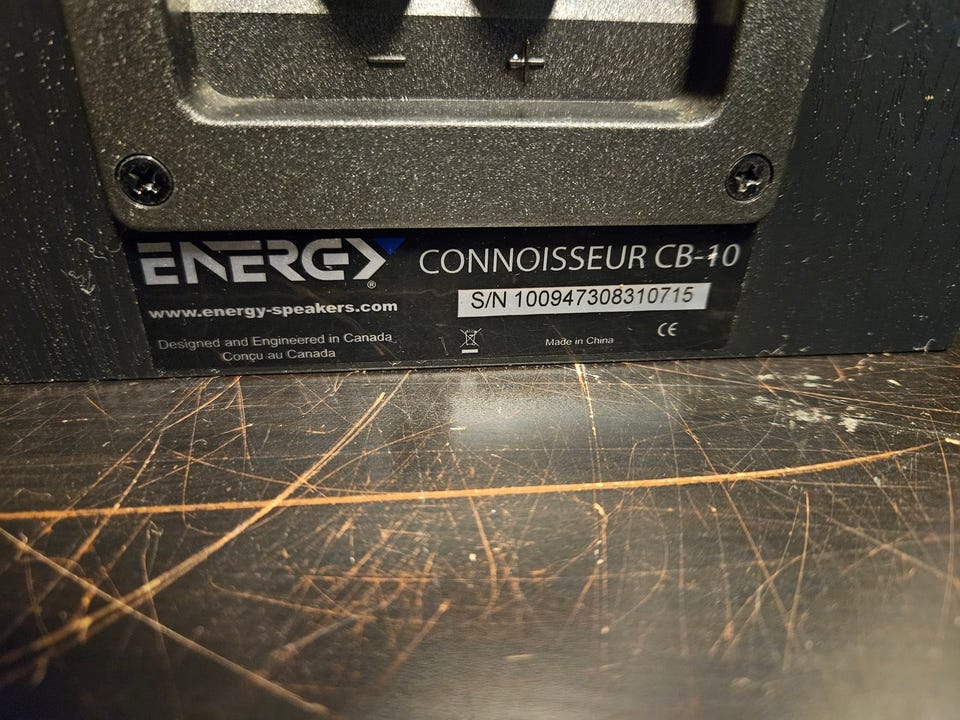 - +
ENERGY®
CONNOISSEUR CB-10
www.energy-speakers.com
S/N 100947308310715
Designed and Engineered in Canada
Conçu au Canada
Made in China
CE